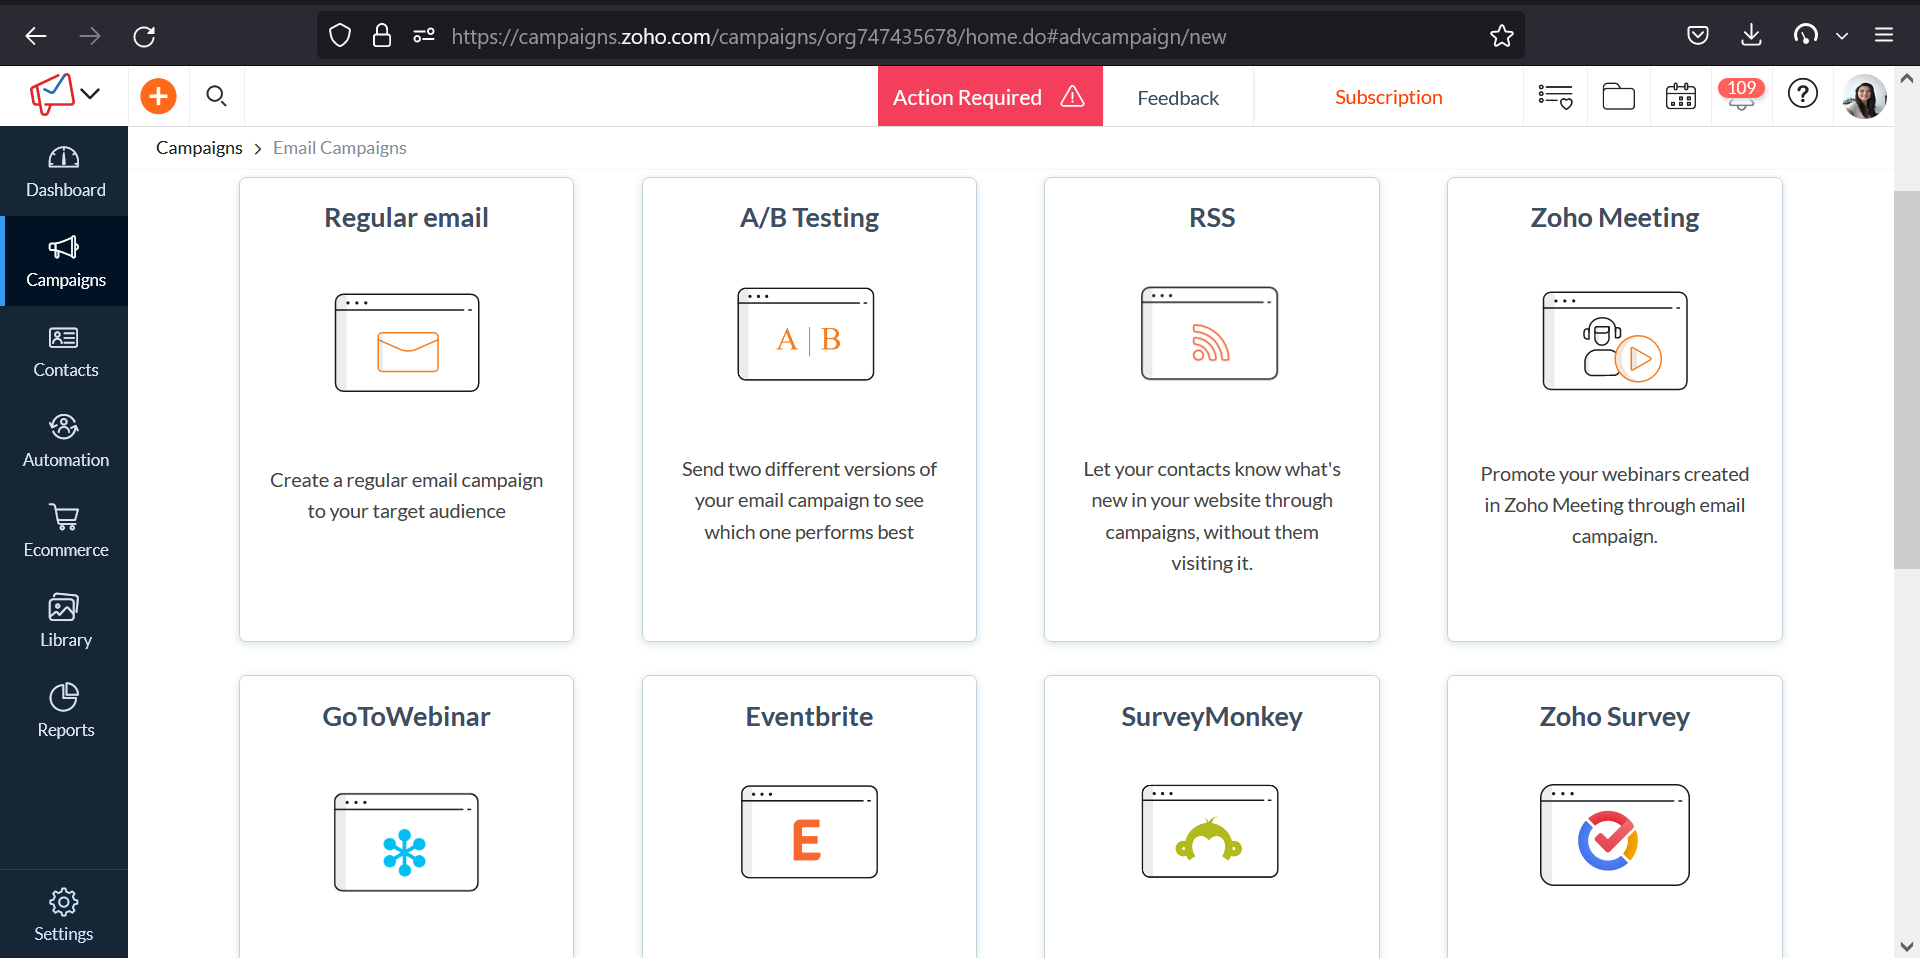 https://campaigns.zoho.com/campaigns/org747435678/home.do#advcampaign/new
Action Required
Feedback
Subscription
109
?
Campaigns > Email Campaigns
Dashboard
Campaigns
Contacts
Automation
Ecommerce
Library
Reports
Settings
Regular email
Create a regular email campaign
to your target audience
A/B Testing
A | B
Send two different versions of
your email campaign to see
which one performs best
RSS
Let your contacts know what's
new in your website through
campaigns, without them
visiting it.
Zoho Meeting
Promote your webinars created
in Zoho Meeting through email
campaign.
GoToWebinar
Eventbrite
E
SurveyMonkey
Zoho Survey